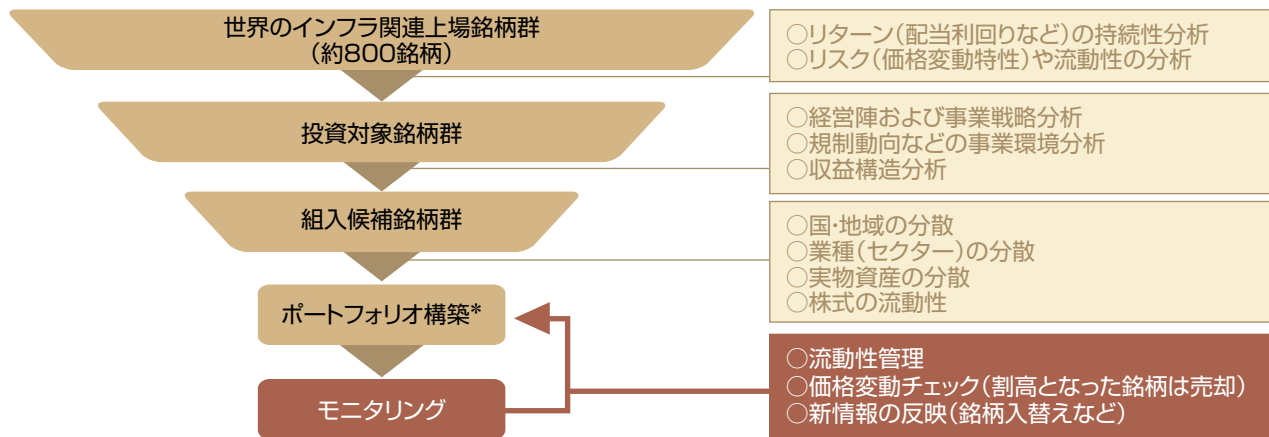 世界のインフラ関連上場銘柄群
(約800銘柄)
○リターン(配当利回りなど)の持続性分析
○リスク(価格変動特性)や流動性の分析
投資対象銘柄群
○経営陣および事業戦略分析
○規制動向などの事業環境分析
○収益構造分析
組入候補銘柄群
○国・地域の分散
○業種(セクター)の分散
○実物資産の分散
○株式の流動性
ポートフォリオ構築*
モニタリング
○流動性管理
○価格変動チェック(割高となった銘柄は売却)
○新情報の反映(銘柄入替えなど)